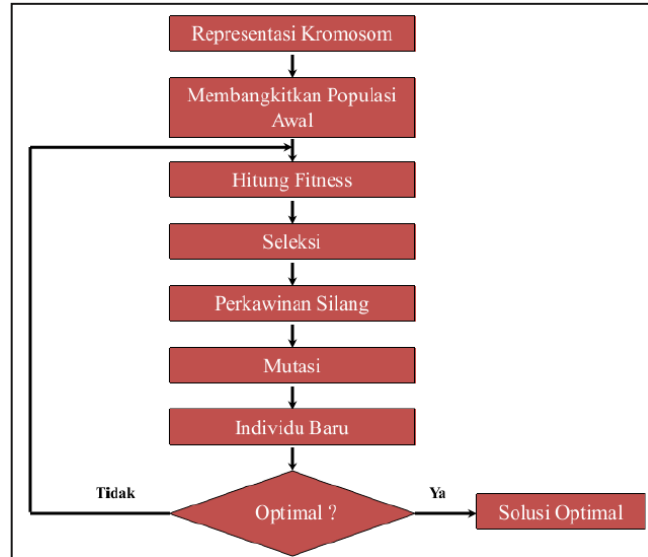 Representasi Kromosom
Membangkitkan Populasi
Awal
Hitung Fitness
Seleksi
Perkawinan Silang
Mutasi
Individu Baru
Tidak
Optimal ?
Ya
Solusi Optimal